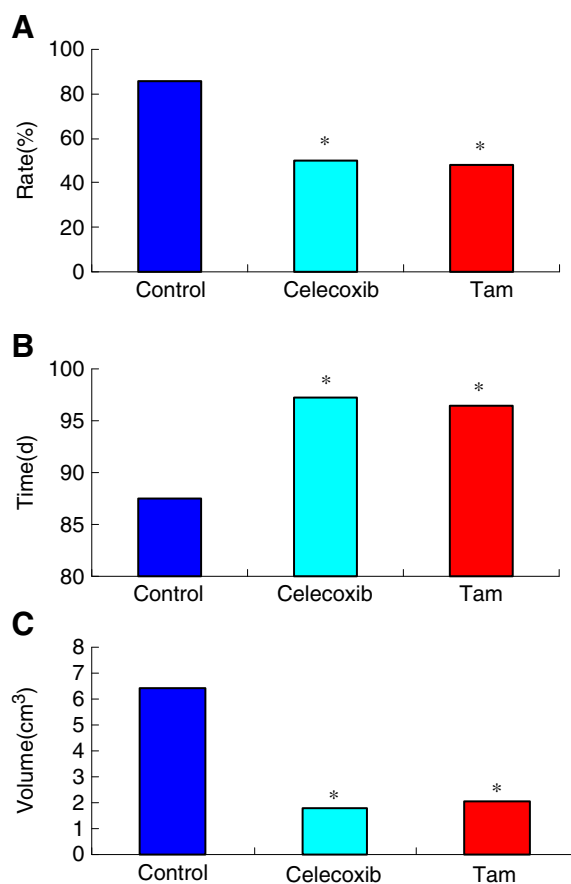 A
Rate(%)
100
80
60
40
20
0
* *
Control Celecoxib Tam
B
Time(d)
100
95
90
85
80
* *
Control Celecoxib Tam
C
Volume(cm³)
8
7
6
5
4
3
2
1
0
* *
Control Celecoxib Tam